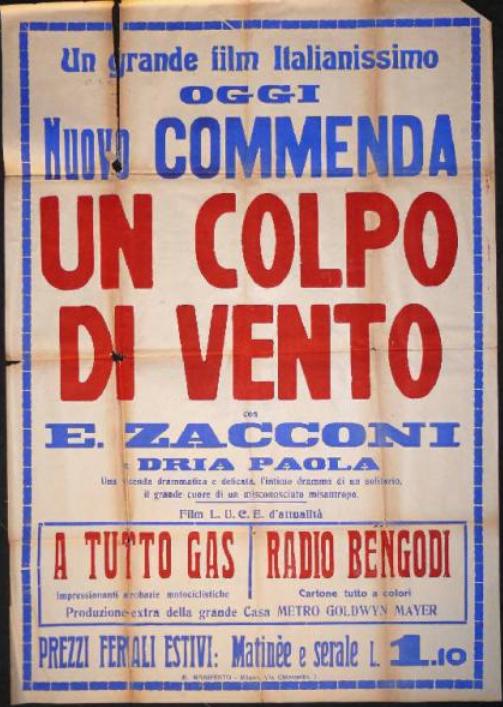 Un grande film Italianissimo
OGGI
Nuovo COMMENDA
UN COLPO
DI VENTO
con
E. ZACCONI
e DRIA PAOLA
Una vicenda drammatica e delicata, l'intimo dramma di un solitario,
il grande cuore di un misconosciuto misantropo.
Film L. U. C. E. d'attualità
A TUTTO GAS
Impressionanti acrobazie motociclistiche
RADIO BENGODI
Cartone tutto a colori
Produzione extra della grande Casa METRO GOLDWYN MAYER
PREZZI FERIALI ESTIVI: Matinèe e serale L. 1.10
MANIFESTO - Milano, Via